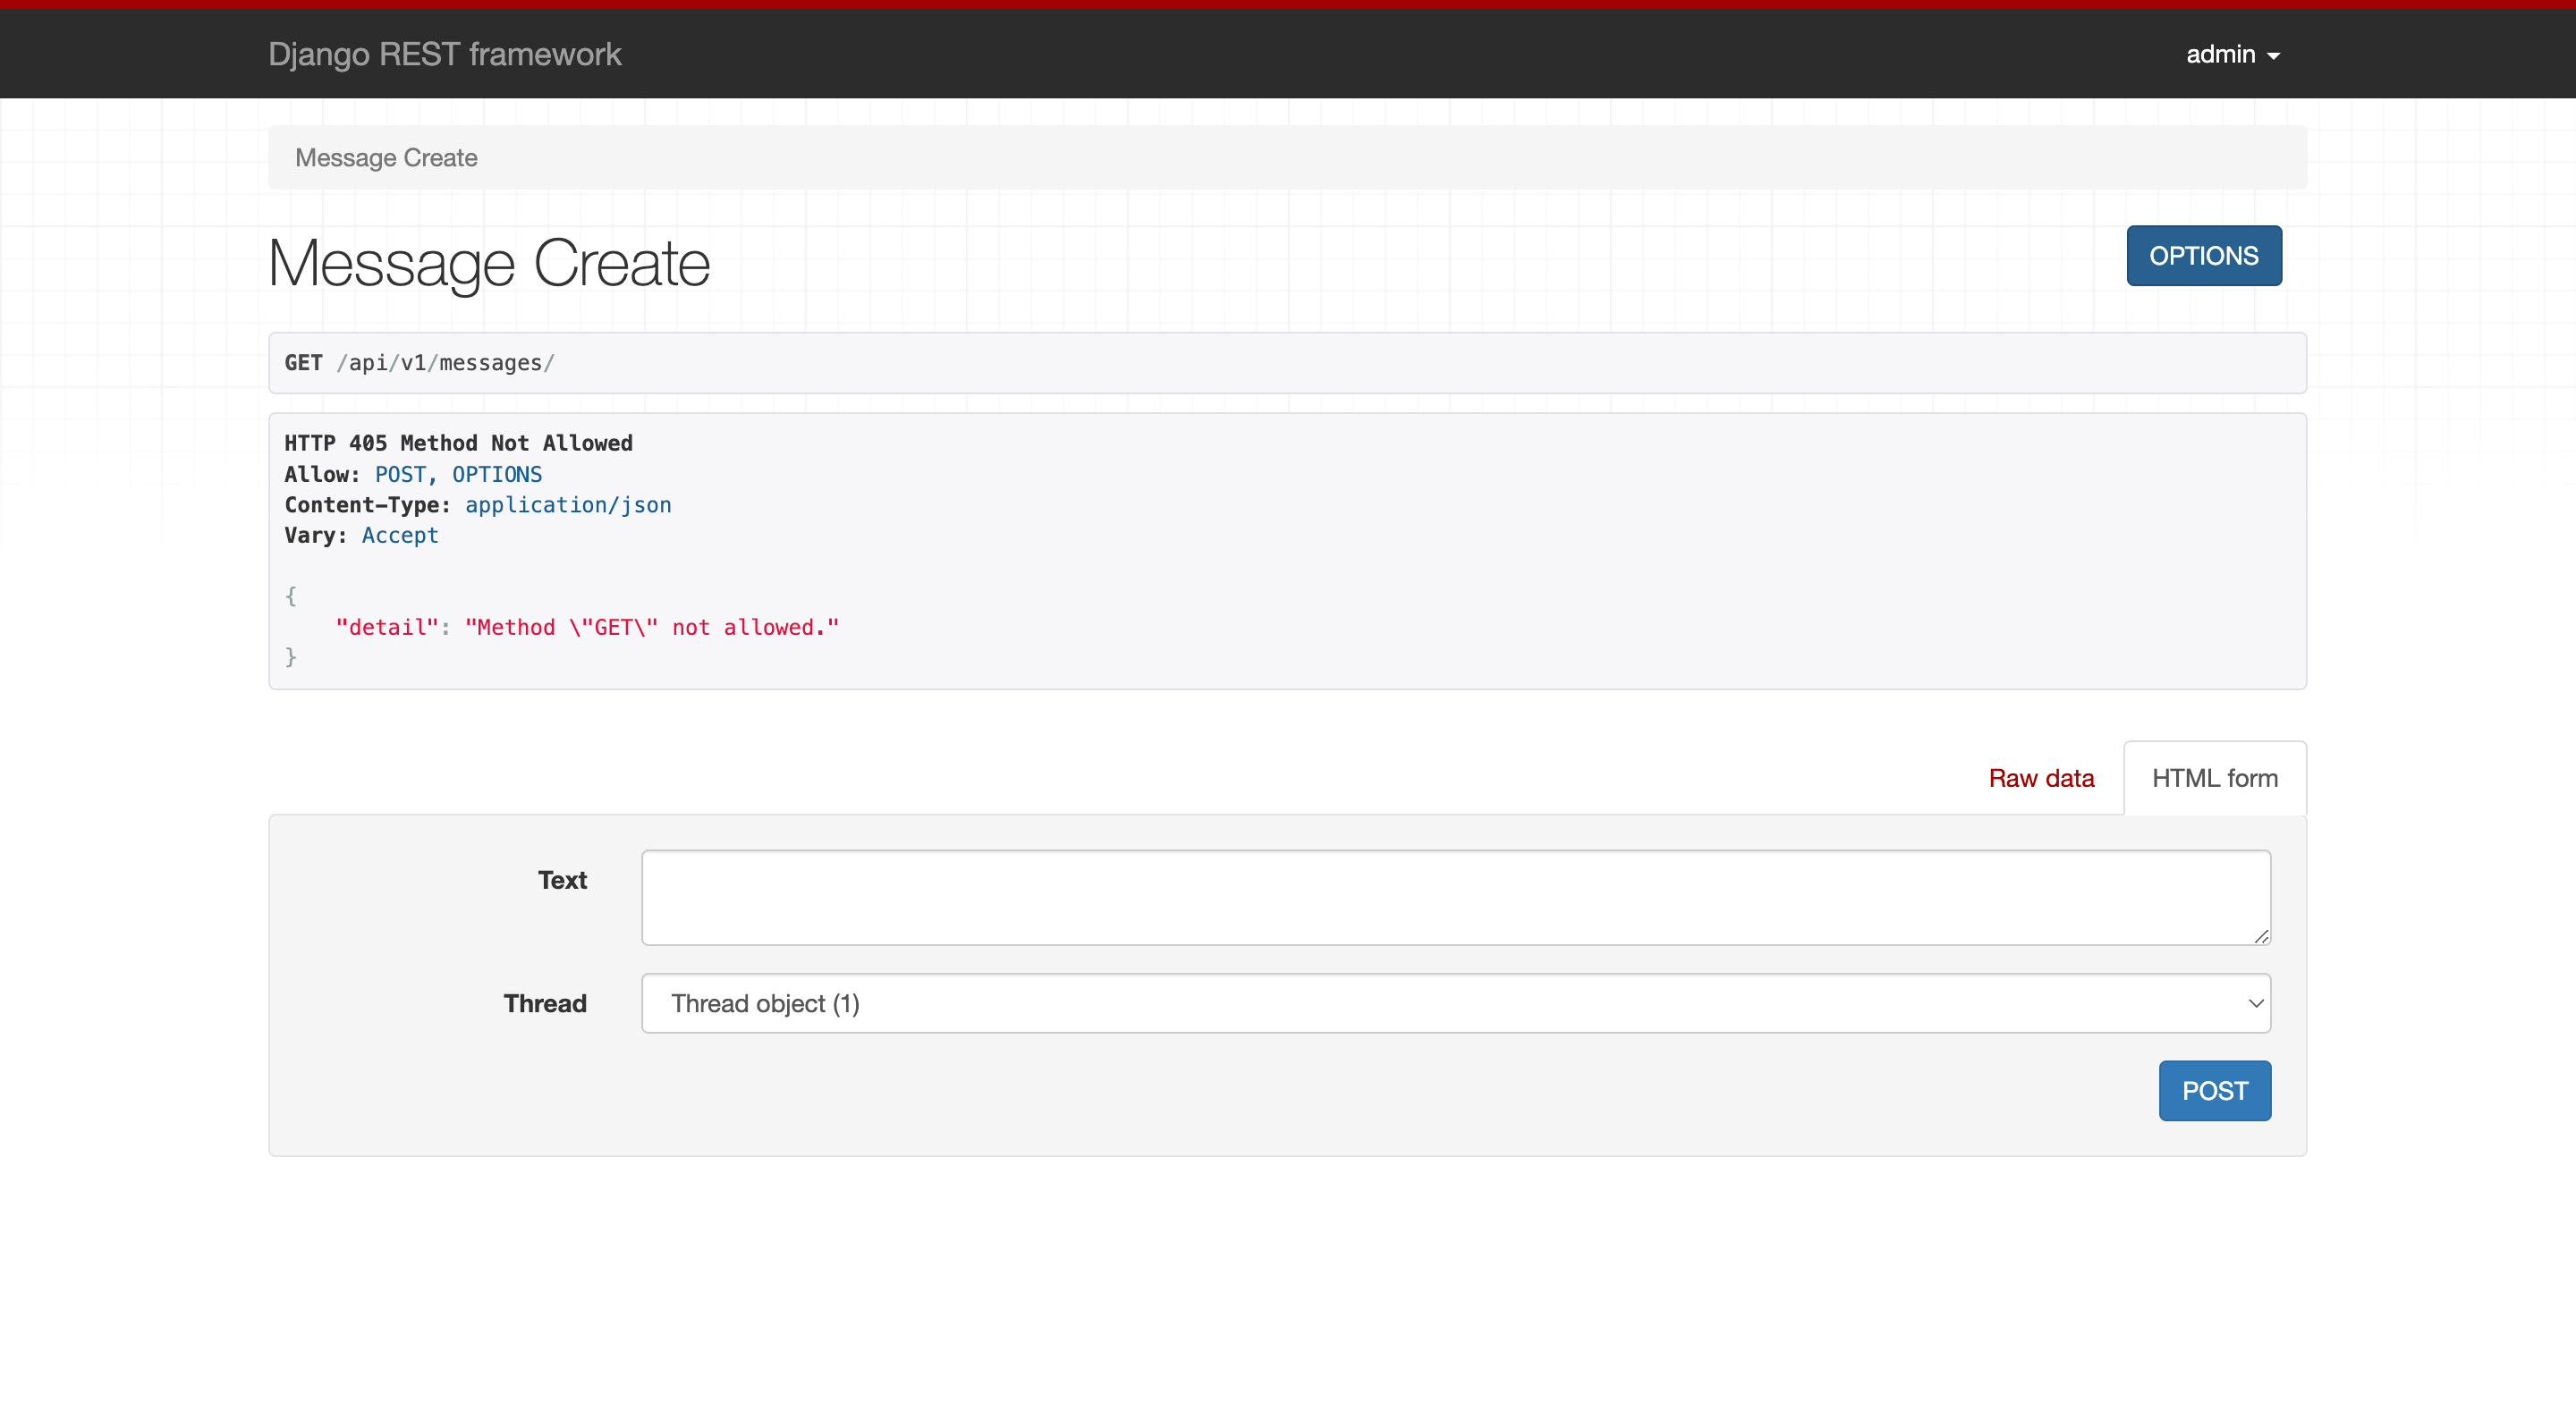 Django REST framework
admin
Message Create
Message Create
OPTIONS
GET /api/v1/messages/
HTTP 405 Method Not Allowed
Allow: POST, OPTIONS
Content-Type: application/json
Vary: Accept
{
    "detail": "Method \"GET\" not allowed."
}
Raw data
HTML form
Text
Thread
Thread object (1)
POST